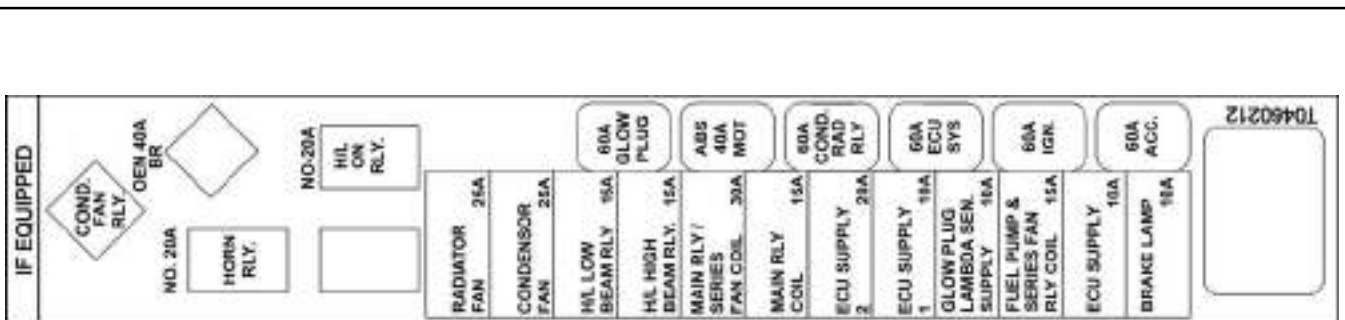 IF EQUIPPED
COND.
FAN
RLY.
OEN 40A
BR
NO. 20A
HORN
RLY.
NO-20A
H/L
ON
RLY.
60A
GLOW
PLUG
ABS
40A
MOT
60A
COND.
RAD
RLY
60A
ECU
SYS
60A
IGN.
60A
ACC.
T0460212
RADIATOR
FAN 25A
CONDENSOR
FAN 25A
H/L LOW
BEAM RLY 15A
H/L HIGH
BEAM RLY. 15A
MAIN RLY /
SERIES
FAN COIL 30A
MAIN RLY
COIL 15A
ECU SUPPLY
2 20A
ECU SUPPLY
1 10A
GLOW PLUG
LAMBDA SEN.
SUPPLY 10A
FUEL PUMP &
SERIES FAN
RLY COIL 15A
ECU SUPPLY 10A
BRAKE LAMP 10A